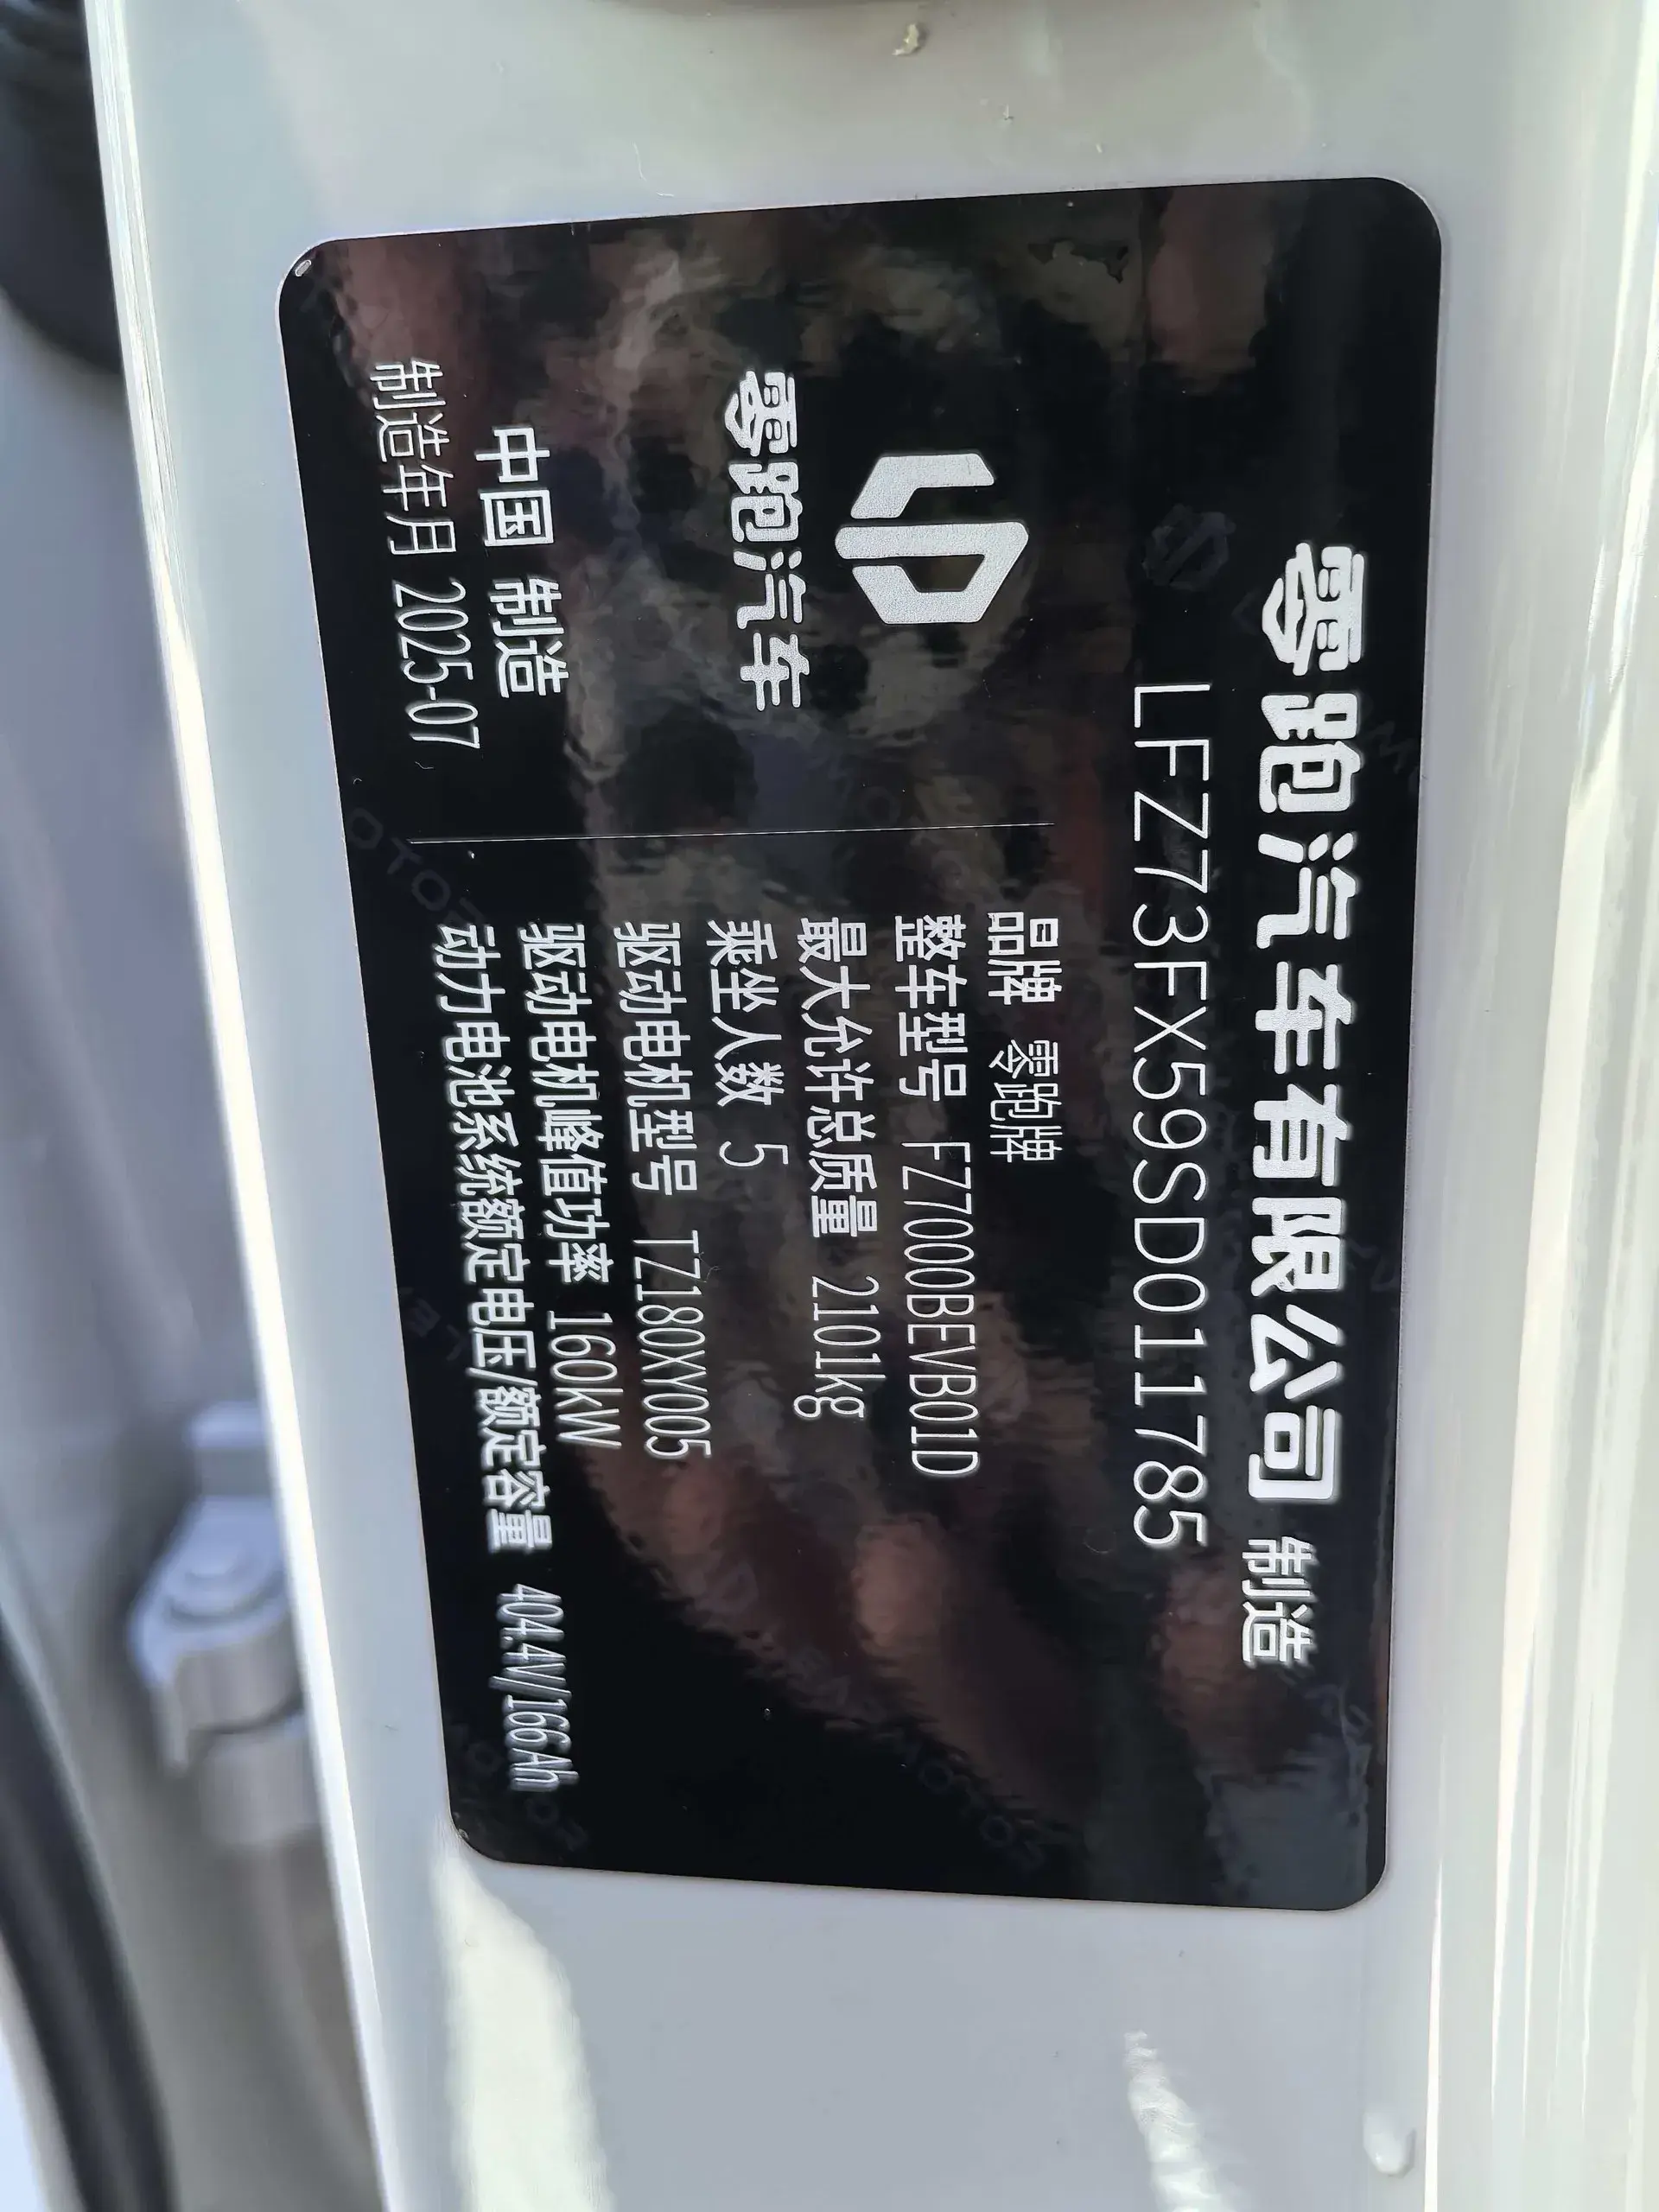 零跑汽车有限公司 制造
LFZ73FX59SD011785
零跑汽车
中国 制造
制造年月 2025-07
品牌 零跑牌
整车型号 FZ7000BEVB01D
最大允许总质量 2101kg
乘坐人数 5
驱动电机型号 TZ180XY005
驱动电机峰值功率 160kW
动力电池系统额定电压/额定容量 404.4V/166Ah